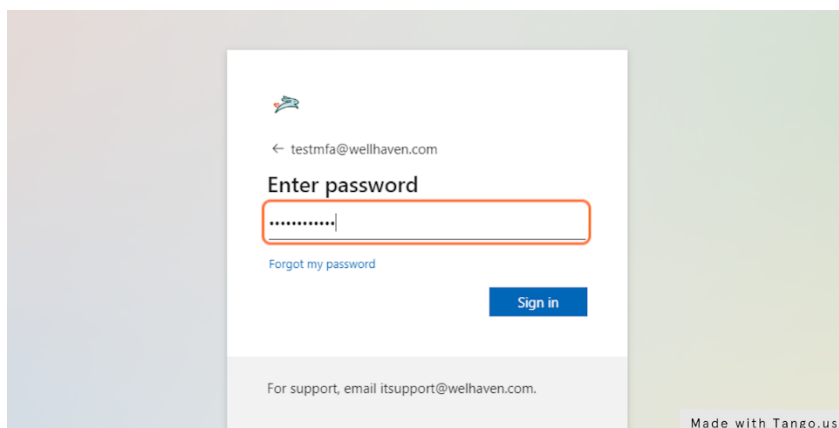 ← testmfa@wellhaven.com
Enter password
••••••••••••
Forgot my password
Sign in
For support, email itsupport@welhaven.com.
Made with Tango.us